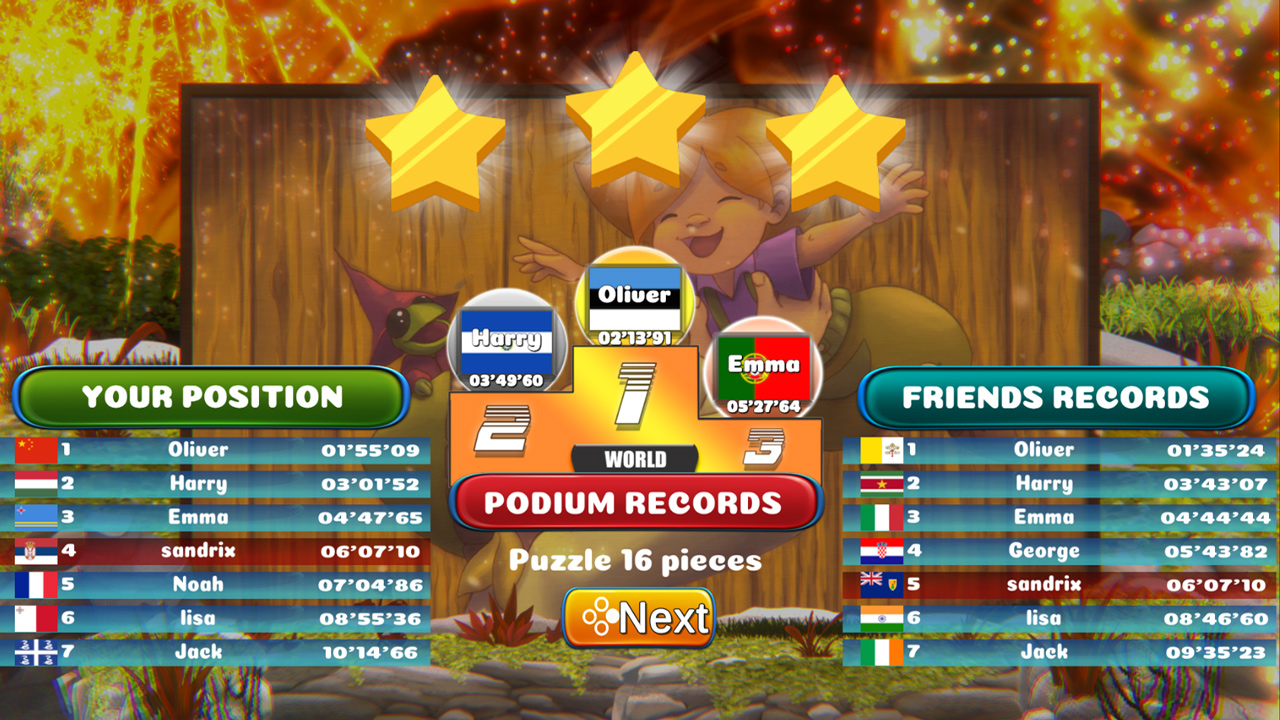 Oliver
02'13'91
Harry
03'49'60
Emma
05'27'64
1
2
3
WORLD
PODIUM RECORDS
Puzzle 16 pieces
Next
YOUR POSITION
1 Oliver 01'55'09
2 Harry 03'01'52
3 Emma 04'47'65
4 sandrix 06'07'10
5 Noah 07'04'86
6 lisa 08'55'36
7 Jack 10'14'66
FRIENDS RECORDS
1 Oliver 01'35'24
2 Harry 03'43'07
3 Emma 04'44'44
4 George 05'43'82
5 sandrix 06'07'10
6 lisa 08'46'60
7 Jack 09'35'23